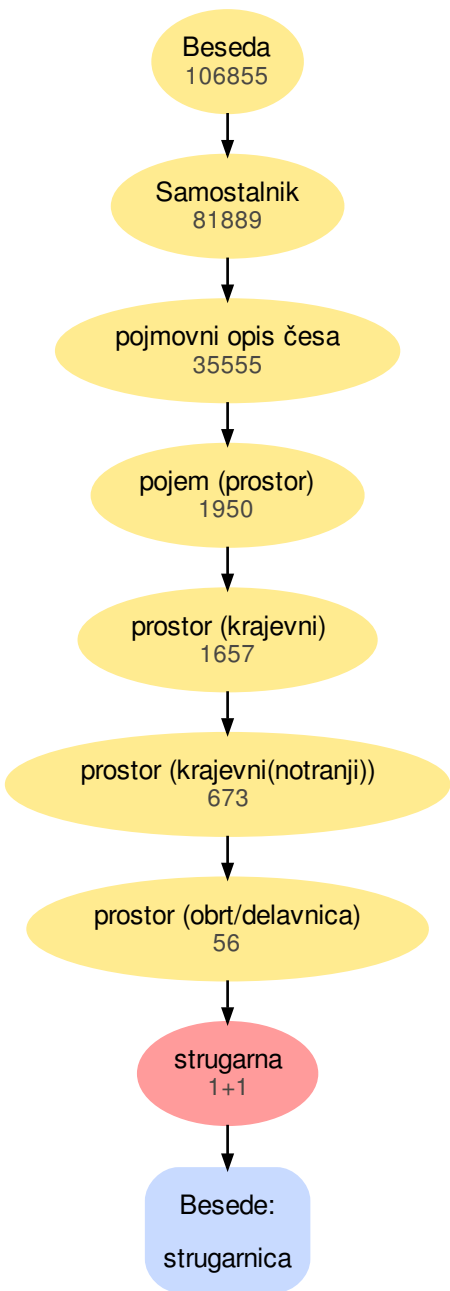 Beseda
106855
Samostalnik
81889
pojmovni opis česa
35555
pojem (prostor)
1950
prostor (krajevni)
1657
prostor (krajevni(notranji))
673
prostor (obrt/delavnica)
56
strugarna
1+1
Besede:
strugarnica